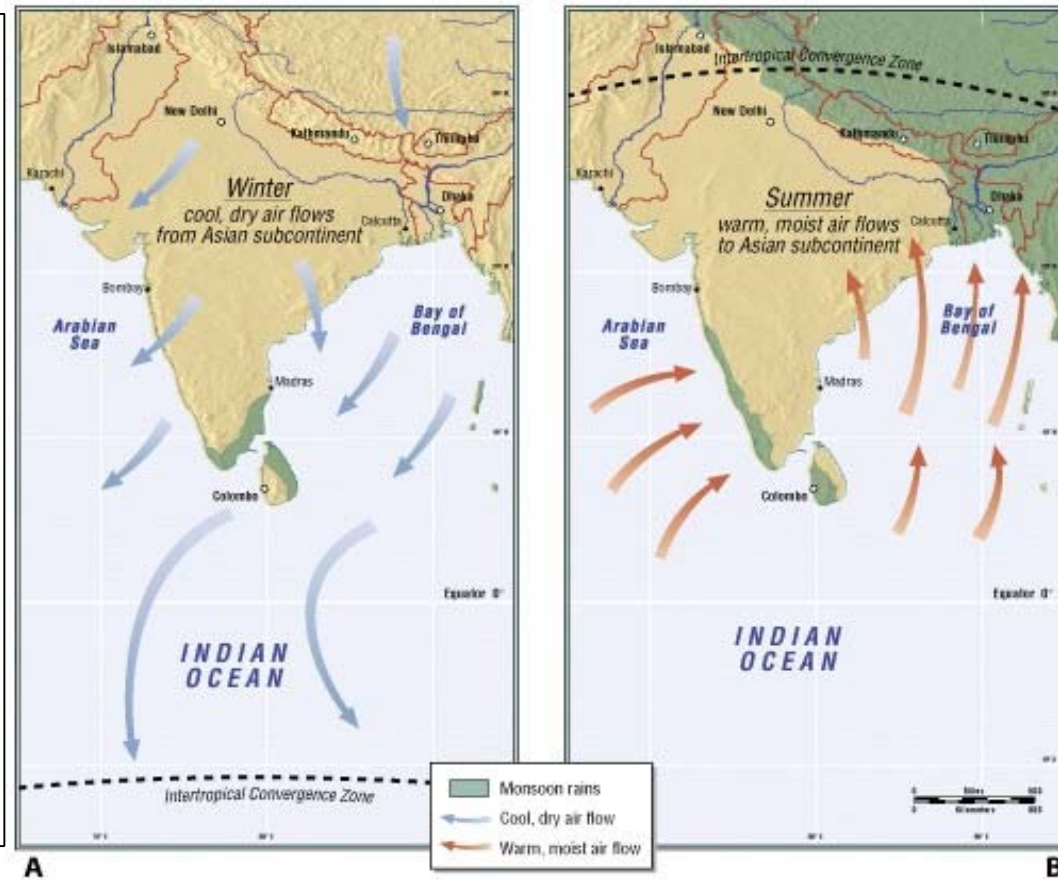 Islamabad
New Delhi
Kathmandu
Thimphu
Karachi
Winter
cool, dry air flows
from Asian subcontinent
Dhaka
Calcutta
Bombay
Arabian
Sea
Bay of
Bengal
Madras
Colombo
Equator 0°
INDIAN
OCEAN
Intertropical Convergence Zone
A
Islamabad
Intertropical Convergence Zone
New Delhi
Kathmandu
Thimphu
Karachi
Summer
warm, moist air flows
to Asian subcontinent
Dhaka
Calcutta
Bombay
Arabian
Sea
Bay of
Bengal
Madras
Colombo
Equator 0°
INDIAN
OCEAN
Monsoon rains
Cool, dry air flow
Warm, moist air flow